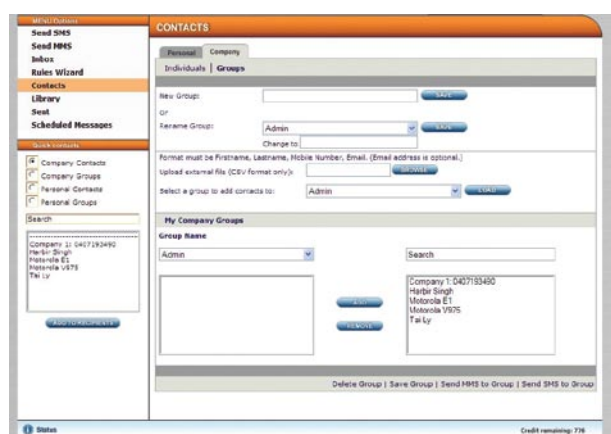 MENU Options
Send SMS
Send MMS
Inbox
Rules Wizard
Contacts
Library
Sent
Scheduled Messages
Quick Contacts
Company Contacts
Company Groups
Personal Contacts
Personal Groups
Search
Company 1: 0407193490
Harbir Singh
Motorola E1
Motorola V975
Tai Ly
ADD TO RECIPIENTS
CONTACTS
Personal Company
Individuals | Groups
New Group: SAVE
Or
Rename Group: Admin SAVE
Change to:
Format must be Firstname, Lastname, Mobile Number, Email. (Email address is optional.)
Upload external file (CSV format only): BROWSE
Select a group to add contacts to: Admin LOAD
My Company Groups
Group Name
Admin Search
Company 1: 0407193490
Harbir Singh
Motorola E1
Motorola V975
Tai Ly
ADD
REMOVE
Delete Group | Save Group | Send MMS to Group | Send SMS to Group
Status Credit remaining: 776